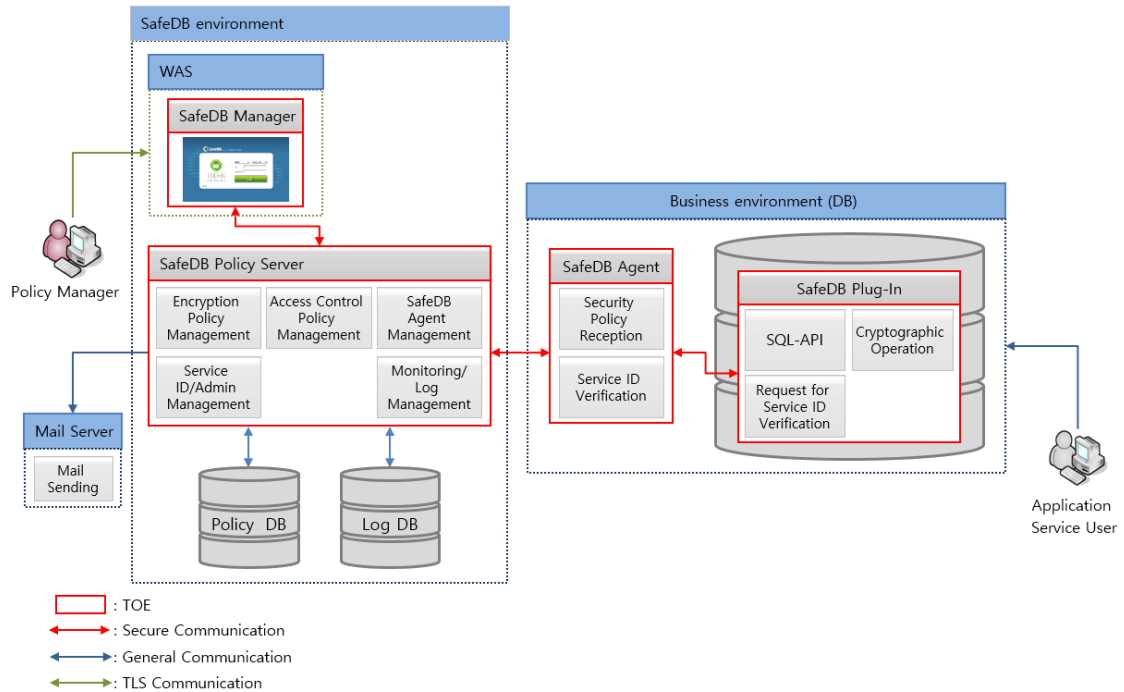 SafeDB environment
WAS
SafeDB Manager
Policy Manager
SafeDB Policy Server
Encryption
Policy
Management
Access Control
Policy
Management
SafeDB
Agent
Management
Service
ID/Admin
Management
Monitoring/
Log
Management
Mail Server
Mail
Sending
Policy DB
Log DB
Business environment (DB)
SafeDB Agent
Security
Policy
Reception
Service ID
Verification
SafeDB Plug-In
SQL-API
Cryptographic
Operation
Request for
Service ID
Verification
Application
Service User
: TOE
: Secure Communication
: General Communication
: TLS Communication